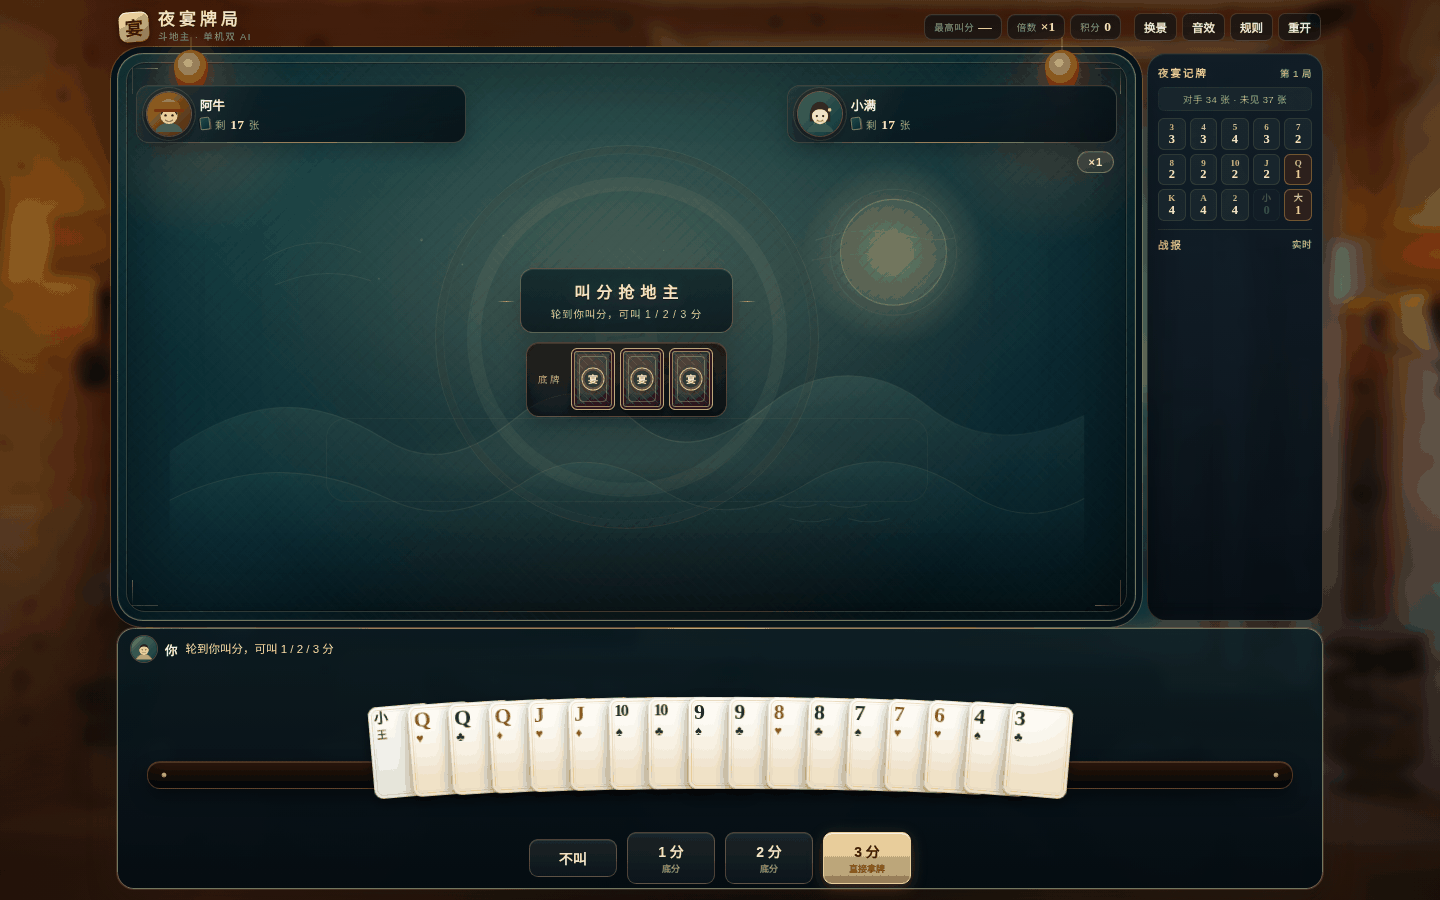 宴
夜宴牌局
斗地主 · 单机双 AI
最高叫分 —
倍数 ×1
积分 0
换景
音效
规则
重开
阿牛
剩 17 张
小满
剩 17 张
×1
叫分抢地主
轮到你叫分，可叫 1 / 2 / 3 分
底牌
宴 宴 宴
夜宴记牌 第 1 局
对手 34 张 · 未见 37 张
3 4 5 6 7
3 3 4 3 2
8 9 10 J Q
2 2 2 2 1
K A 2 小 大
4 4 4 0 1
战报 实时
你 轮到你叫分，可叫 1 / 2 / 3 分
小王 Q♥ Q♣ Q♦ J♥ J♦ 10♠ 10♣ 9♠ 9♣ 8♥ 8♣ 7♠ 7♥ 6♥ 4♠ 3♣
不叫
1 分
底分
2 分
底分
3 分
直接拿牌